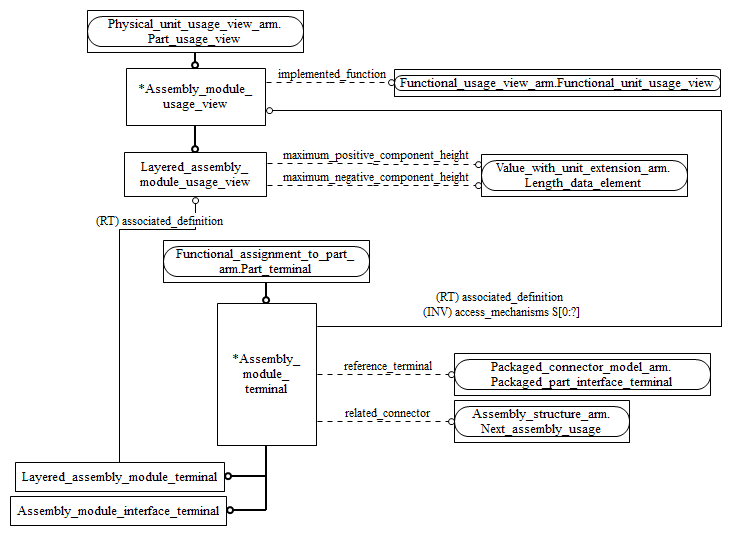 Physical_unit_usage_view_arm.
Part_usage_view
implemented_function
*Assembly_module_
usage_view
Functional_usage_view_arm.Functional_unit_usage_view
maximum_positive_component_height
Layered_assembly_
module_usage_view
Value_with_unit_extension_arm.
Length_data_element
maximum_negative_component_height
(RT) associated_definition
Functional_assignment_to_part_
arm.Part_terminal
(RT) associated_definition
(INV) access_mechanisms S[0:?]
*Assembly_
module_
terminal
reference_terminal
Packaged_connector_model_arm.
Packaged_part_interface_terminal
related_connector
Assembly_structure_arm.
Next_assembly_usage
Layered_assembly_module_terminal
Assembly_module_interface_terminal